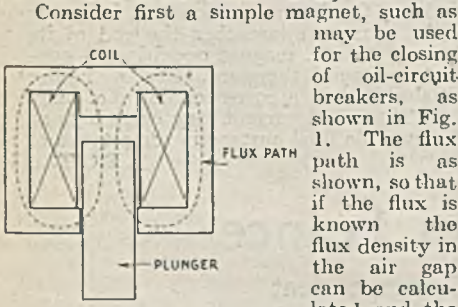 Consider first a simple magnet, such as
may be used
for the closing
of oil-circuit-
breakers, as
shown in Fig.
1. The flux
path is as
shown, so that
if the flux is
known the
flux density in
the air gap
can be calcu-
COIL
FLUX PATH
PLUNGER